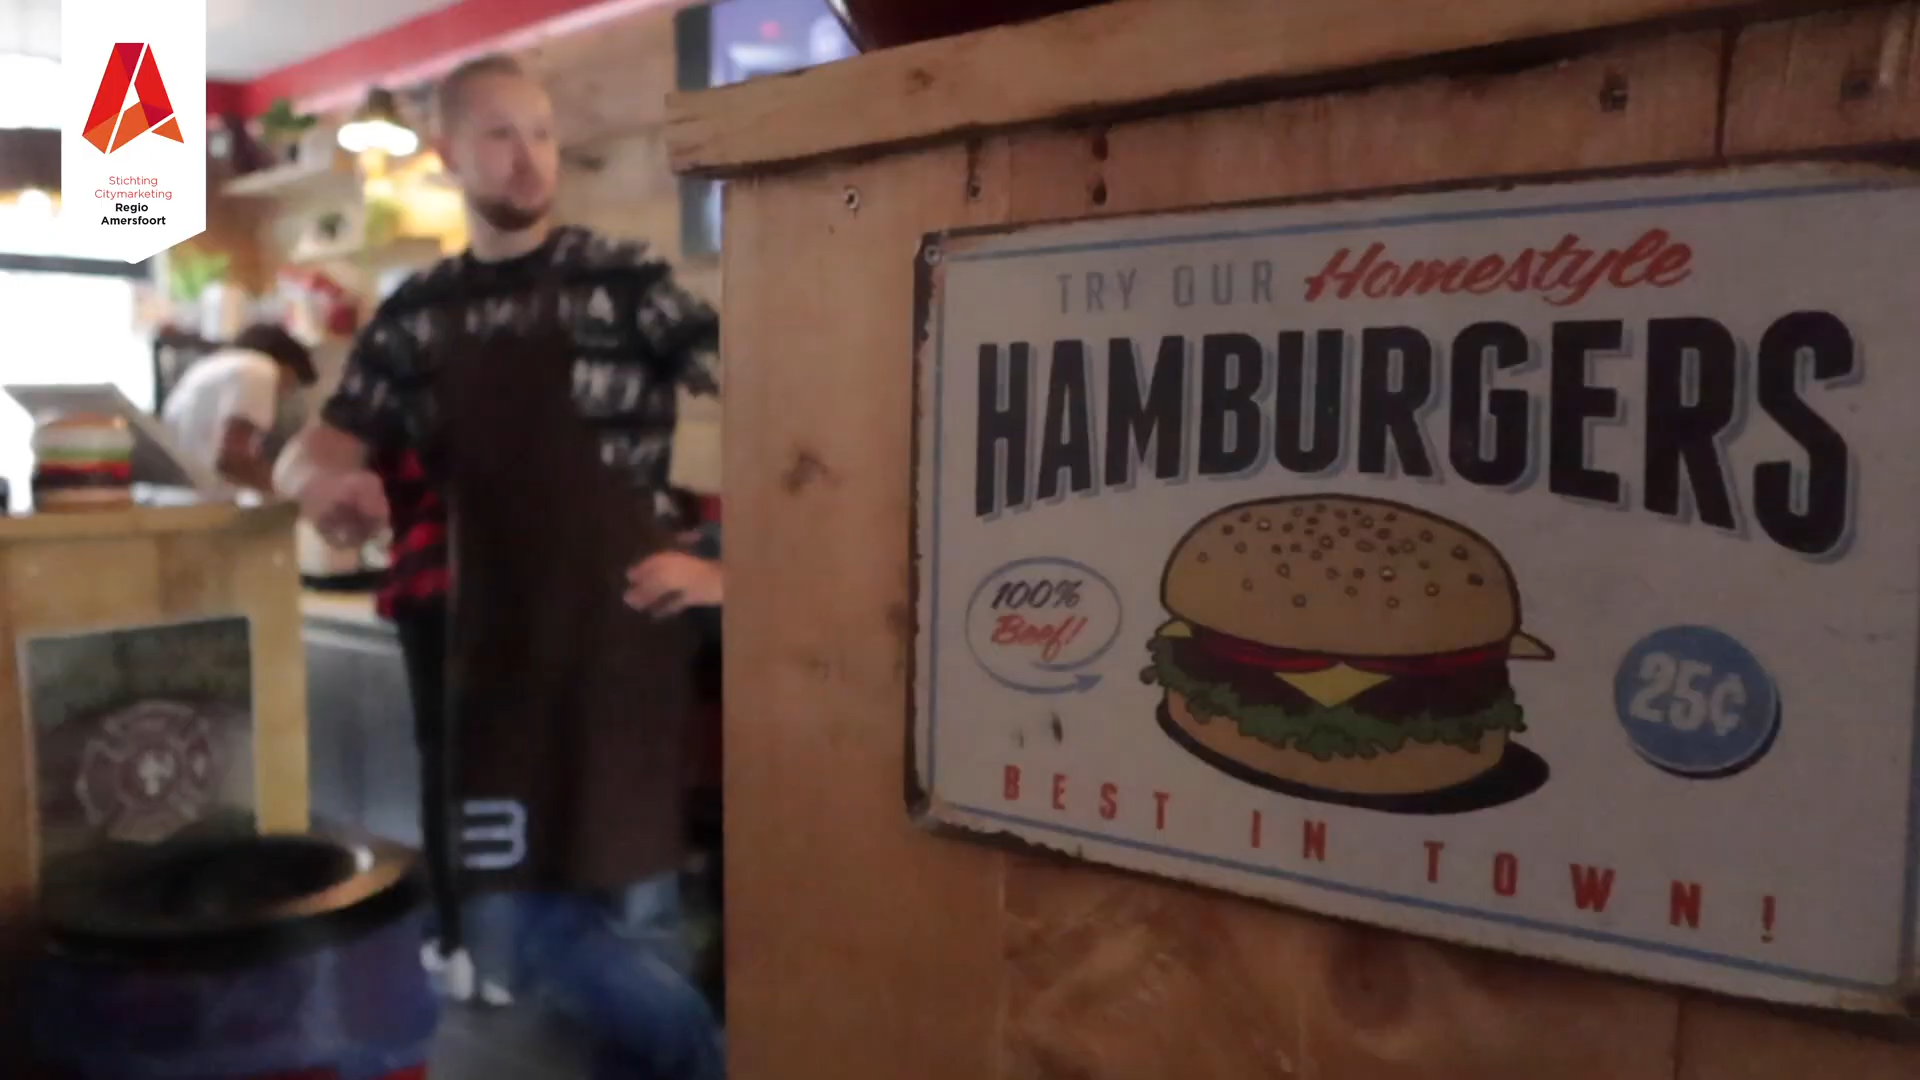 Stichting
Citymarketing
Regio
Amersfoort
TRY OUR Homestyle
HAMBURGERS
100%
Beef!
25¢
BEST IN TOWN!